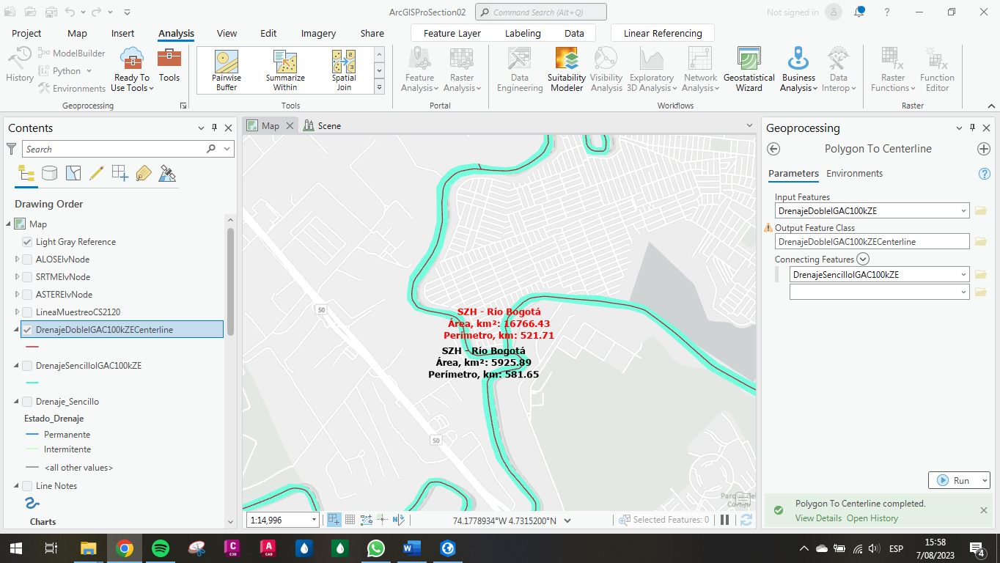 ArcGISProSection02
Command Search (Alt+Q)
Not signed in
?
Project
Map
Insert
Analysis
View
Edit
Imagery
Share
Feature Layer
Labeling
Data
Linear Referencing
History
ModelBuilder
Python
Environments
Ready To
Use Tools
Tools
Geoprocessing
Pairwise
Buffer
Summarize
Within
Spatial
Join
Tools
Feature
Analysis
Raster
Analysis
Portal
Data
Engineering
Suitability
Modeler
Visibility
Analysis
Exploratory
3D Analysis
Network
Analysis
Geostatistical
Wizard
Business
Analysis
Data
Interop
Workflows
Raster
Functions
Function
Editor
Raster
Contents
Search
Drawing Order
Map
Light Gray Reference
ALOSElvNode
SRTMElvNode
ASTERElvNode
LineaMuestreoCS2120
DrenajeDobleIGAC100kZECenterline
DrenajeSencilloIGAC100kZE
Drenaje_Sencillo
Estado_Drenaje
Permanente
Intermitente
<all other values>
Line Notes
Charts
Map
Scene
50
SZH - Río Bogotá
Área, km²: 16766.43
Perímetro, km: 521.71
SZH - Río Bogotá
Área, km²: 5925.89
Perímetro, km: 581.65
50
Parque del
1:14,996
74.1778934°W 4.7315200°N
Selected Features: 0
Geoprocessing
Polygon To Centerline
Parameters
Environments
?
Input Features
DrenajeDobleIGAC100kZE
Output Feature Class
DrenajeDobleIGAC100kZECenterline
Connecting Features
DrenajeSencilloIGAC100kZE
Run
Polygon To Centerline completed.
View Details Open History
C
C3D
A
CAD
W
ESP
15:58
7/08/2023
4